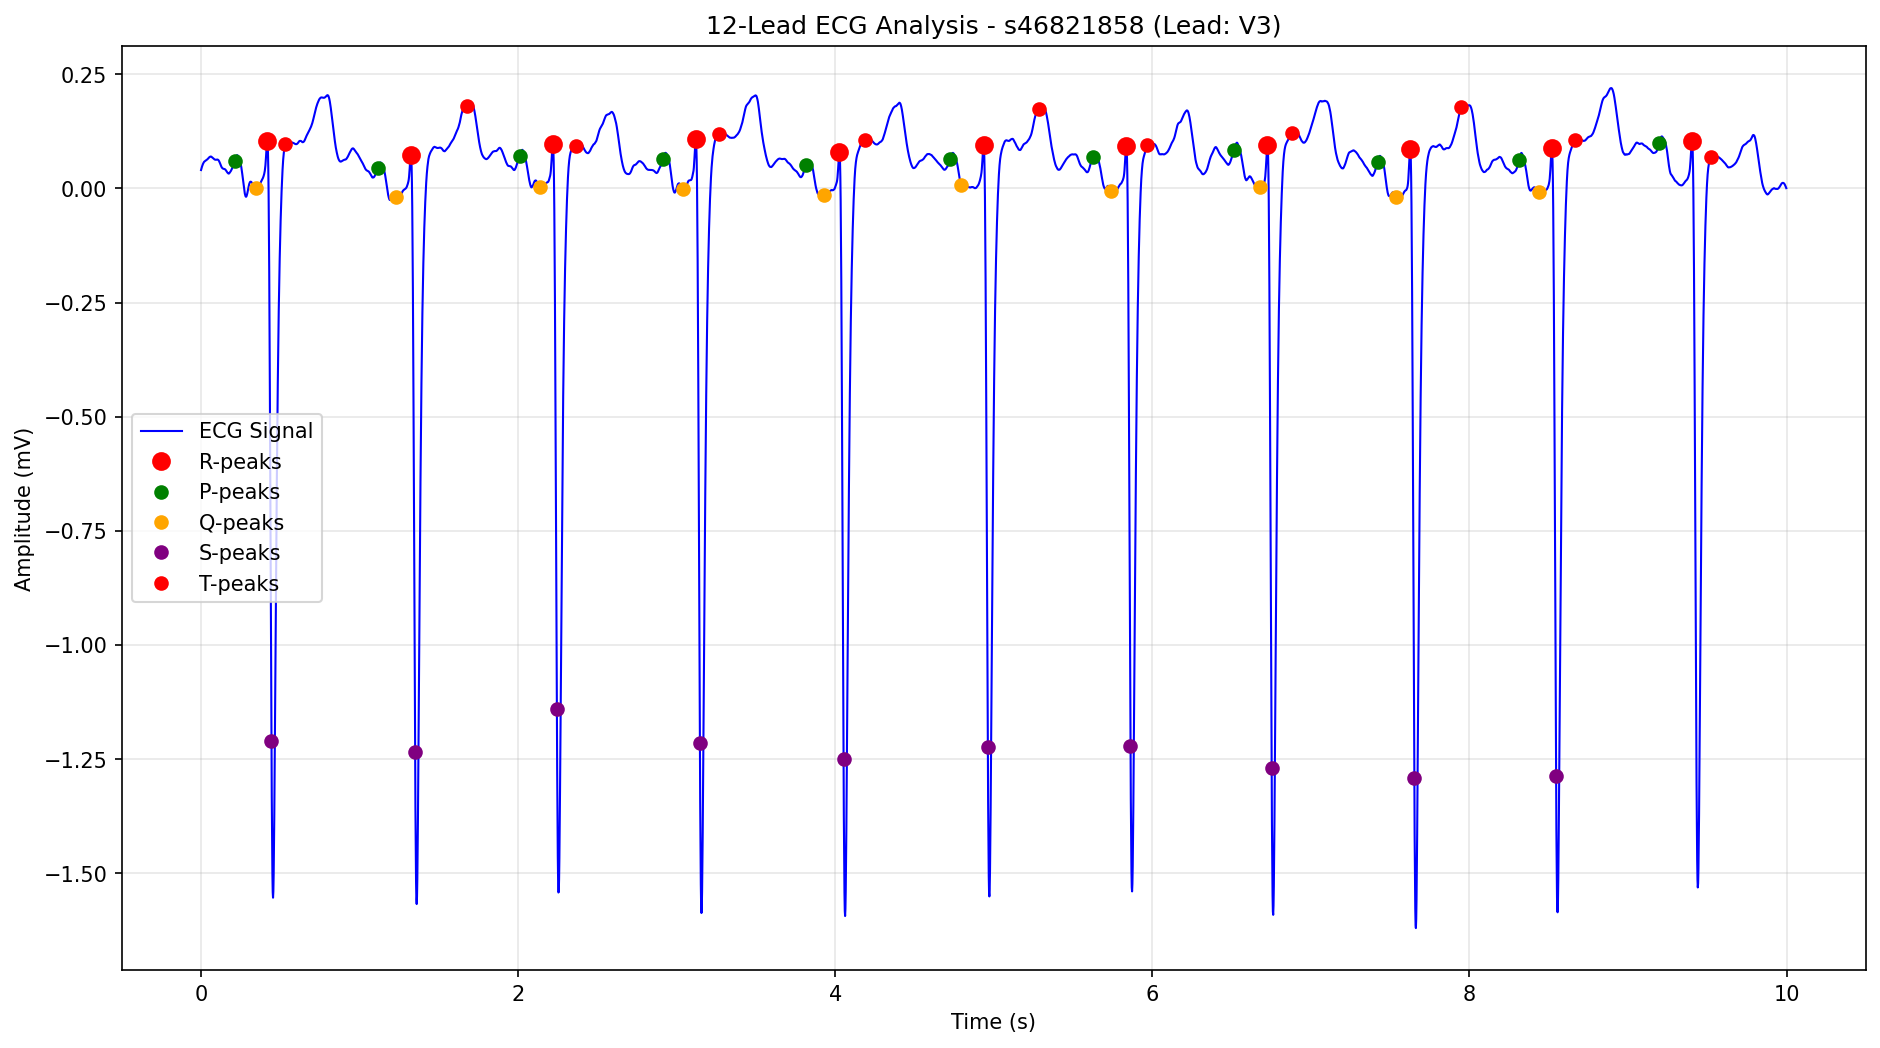 12-Lead ECG Analysis - s46821858 (Lead: V3)
Amplitude (mV)
0.25
0.00
−0.25
−0.50
−0.75
−1.00
−1.25
−1.50
ECG Signal
R-peaks
P-peaks
Q-peaks
S-peaks
T-peaks
0 2 4 6 8 10
Time (s)